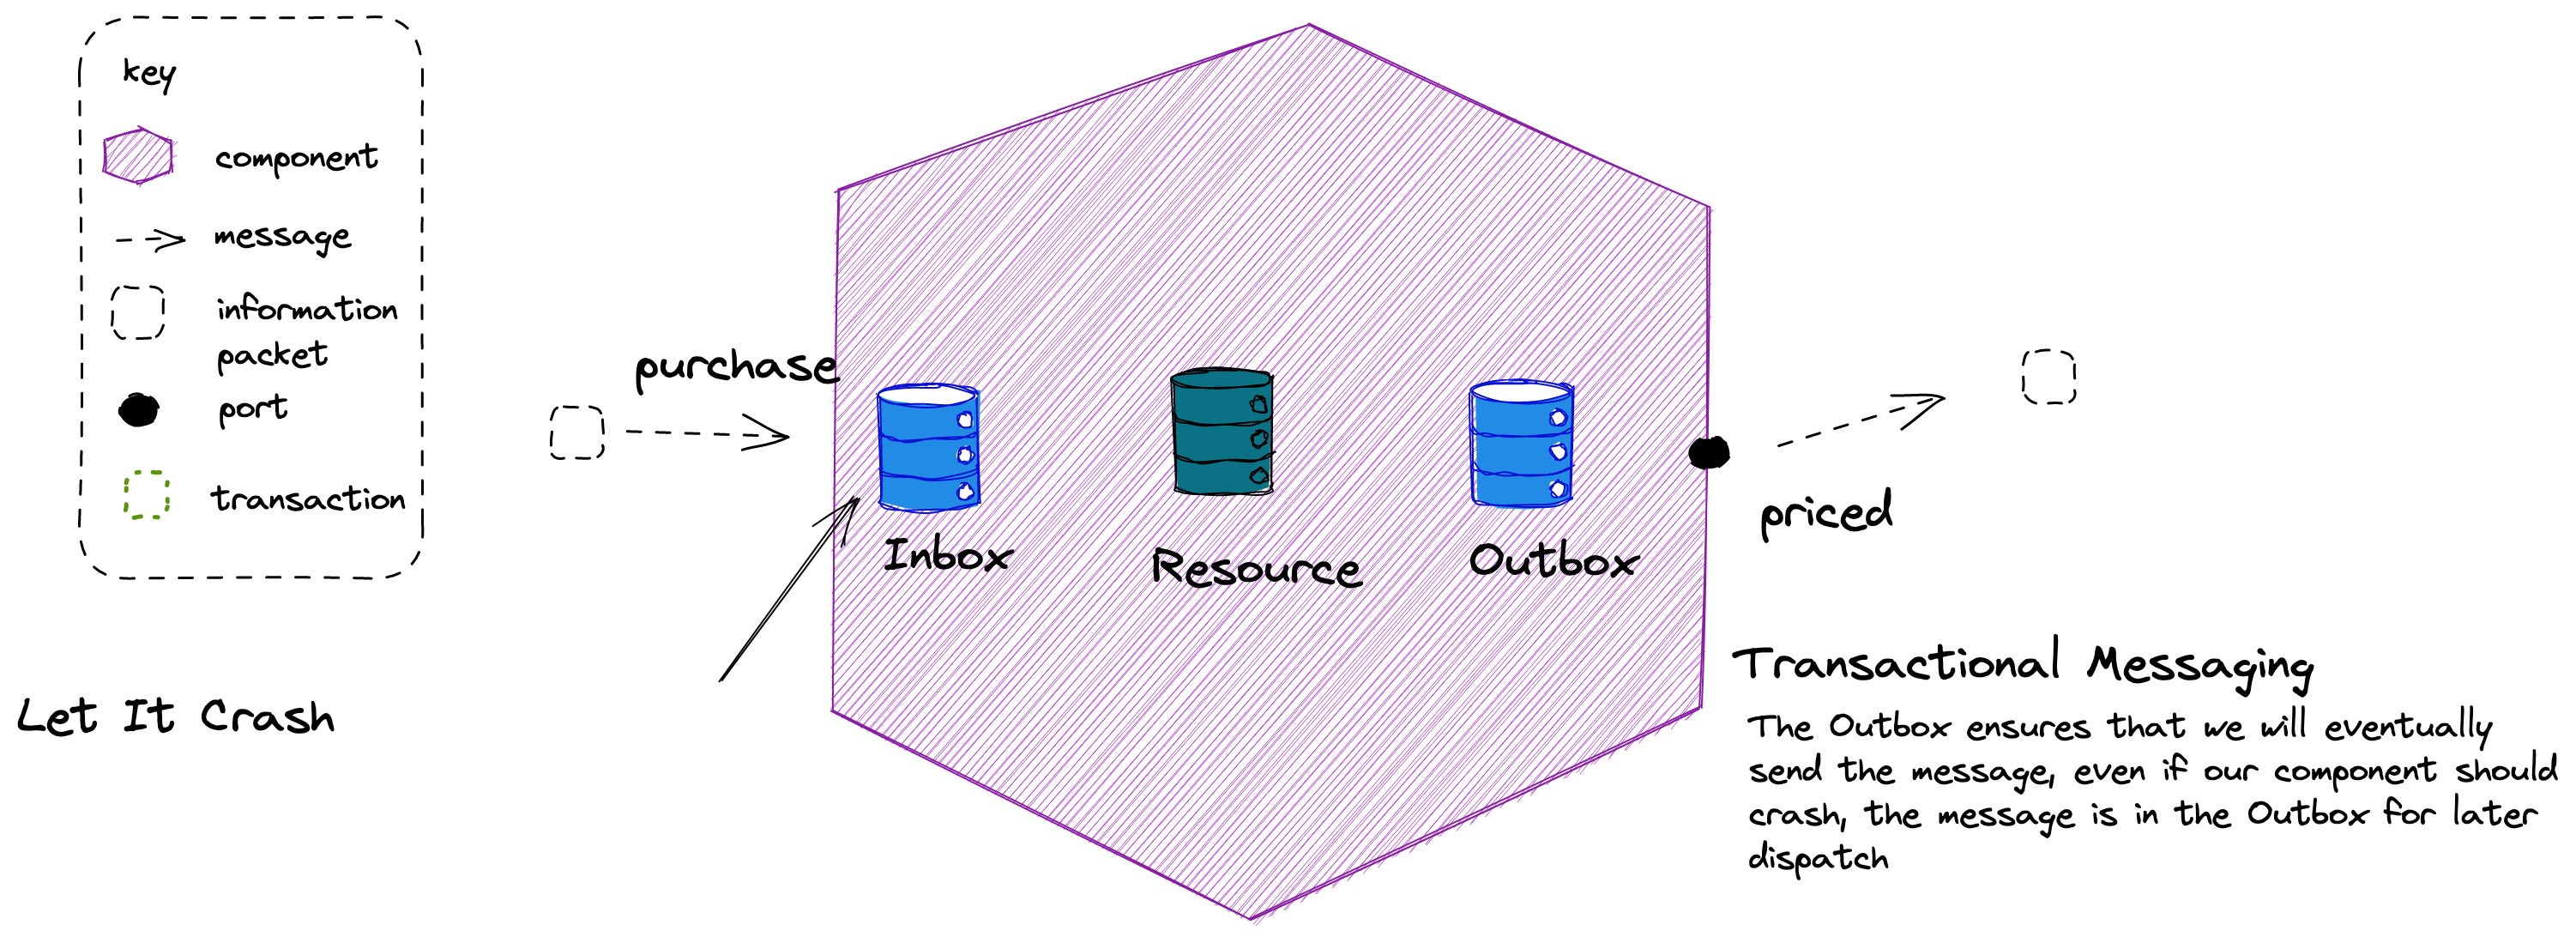 key
component
message
information
packet
port
transaction
purchase
Inbox
Resource
Outbox
priced
Let It Crash
Transactional Messaging
The Outbox ensures that we will eventually
send the message, even if our component should
crash, the message is in the Outbox for later
dispatch